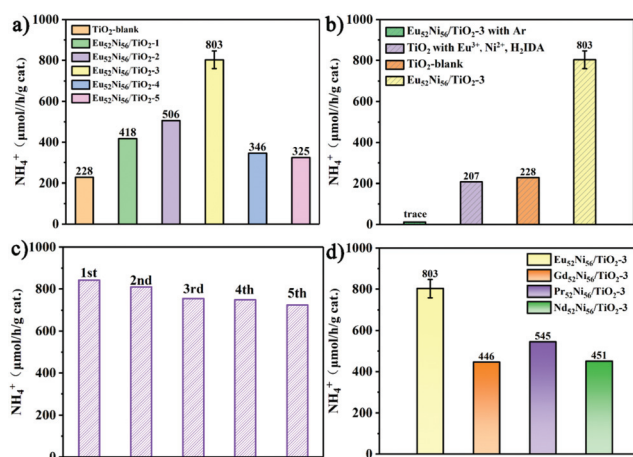 a)
TiO₂-blank
Eu₅₂Ni₅₆/TiO₂-1
Eu₅₂Ni₅₆/TiO₂-2
Eu₅₂Ni₅₆/TiO₂-3
Eu₅₂Ni₅₆/TiO₂-4
Eu₅₂Ni₅₆/TiO₂-5
NH₄⁺ (μmol//h/g cat.)
1000
800
600
400
200
0
228
418
506
803
346
325
b)
Eu₅₂Ni₅₆/TiO₂-3 with Ar
TiO₂ with Eu³⁺, Ni²⁺, H₂IDA
TiO₂-blank
Eu₅₂Ni₅₆/TiO₂-3
NH₄⁺ (μmol/h/g cat.)
1000
800
600
400
200
0
trace
207
228
803
c)
NH₄⁺ (μmol/h/g cat.)
1000
800
600
400
200
0
1st
2nd
3rd
4th
5th
d)
Eu₅₂Ni₅₆/TiO₂-3
Gd₅₂Ni₅₆/TiO₂-3
Pr₅₂Ni₅₆/TiO₂-3
Nd₅₂Ni₅₆/TiO₂-3
NH₄⁺ (μmol/h/g cat.)
1000
800
600
400
200
0
803
446
545
451